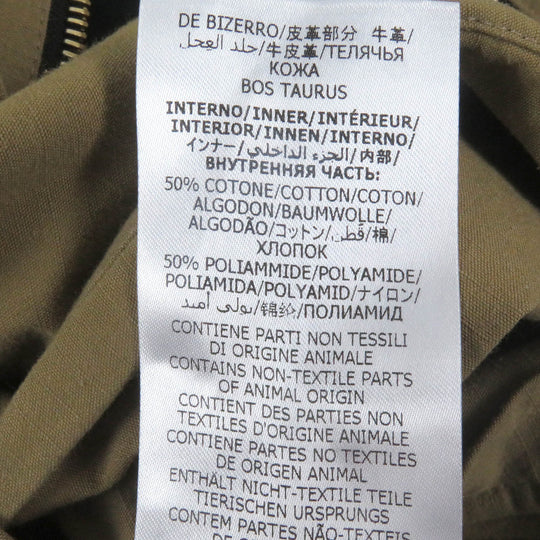 DE BIZERRO/皮革部分 牛革/
جلد العجل/牛皮革/ТЕЛЯЧЬЯ
КОЖА
BOS TAURUS
INTERNO/INNER/INTÉRIEUR/
INTERIOR/INNEN/INTERNO/
インナー/الجزء الداخلي/内部/
ВНУТРЕННЯЯ ЧАСТЬ:
50% COTONE/COTTON/COTON/
ALGODON/BAUMWOLLE/
ALGODÃO/コットン/قطن/棉/
ХЛОПОК
50% POLIAMMIDE/POLYAMIDE/
POLIAMIDA/POLYAMID/ナイロン/
بولي أميد/锦纶/ПОЛИАМИД
CONTIENE PARTI NON TESSILI
DI ORIGINE ANIMALE
CONTAINS NON-TEXTILE PARTS
OF ANIMAL ORIGIN
CONTIENT DES PARTIES NON
TEXTILES D'ORIGINE ANIMALE
CONTIENE PARTES NO TEXTILES
DE ORIGEN ANIMAL
ENTHÄLT NICHT-TEXTILE TEILE
TIERISCHEN URSPRUNGS
CONTEM PARTES NÃO-